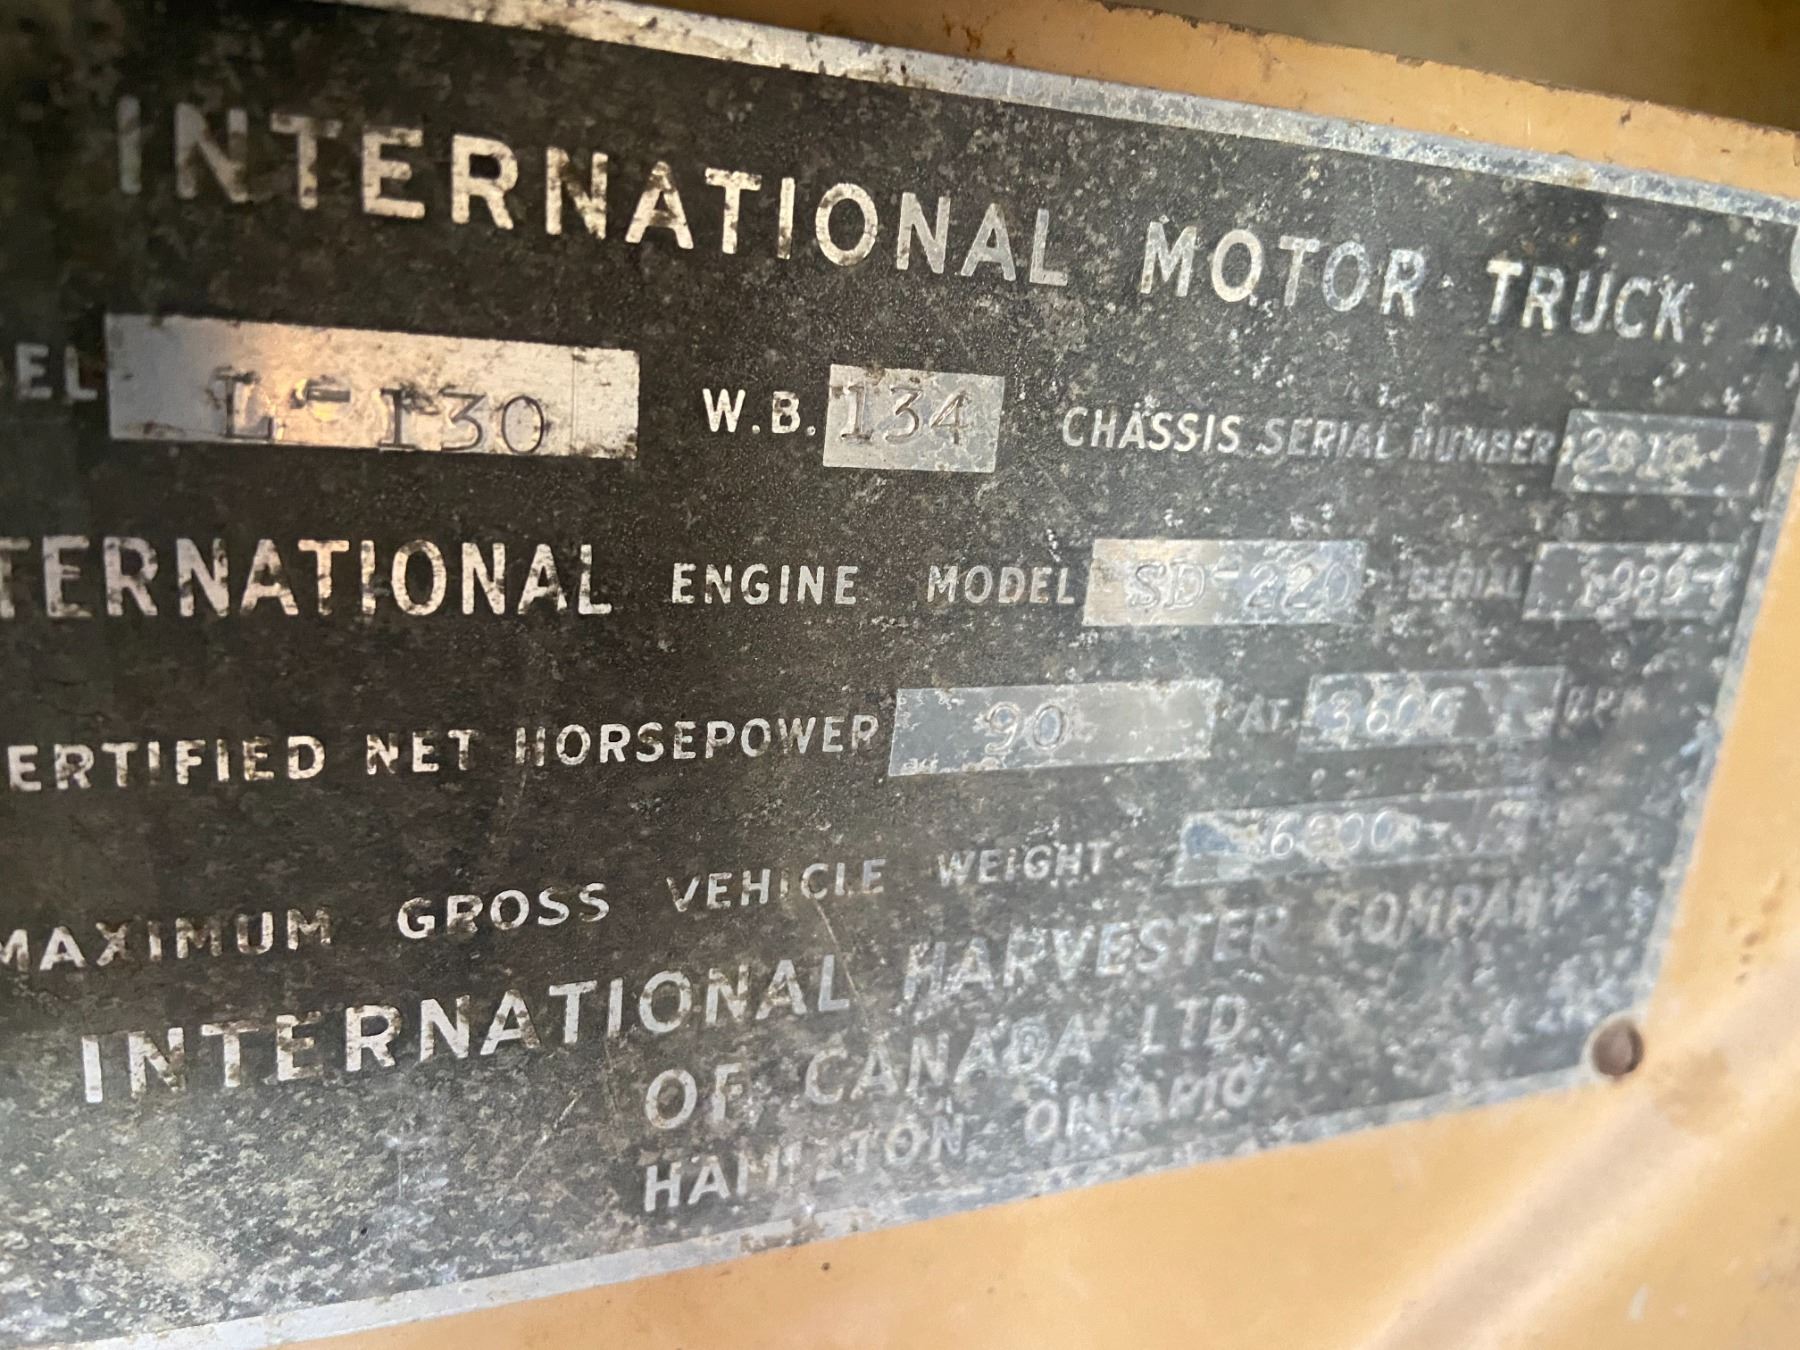 INTERNATIONAL MOTOR TRUCK
EL L-130 W.B. 134 CHASSIS SERIAL NUMBER
TERNATIONAL ENGINE MODEL SD-220 SERIAL
ERTIFIED NET HORSEPOWER 90 AT 3600 R.P.M
MAXIMUM GROSS VEHICLE WEIGHT 6800
INTERNATIONAL HARVESTER COMPANY
OF CANADA LTD.
HAMILTON, ONTARIO